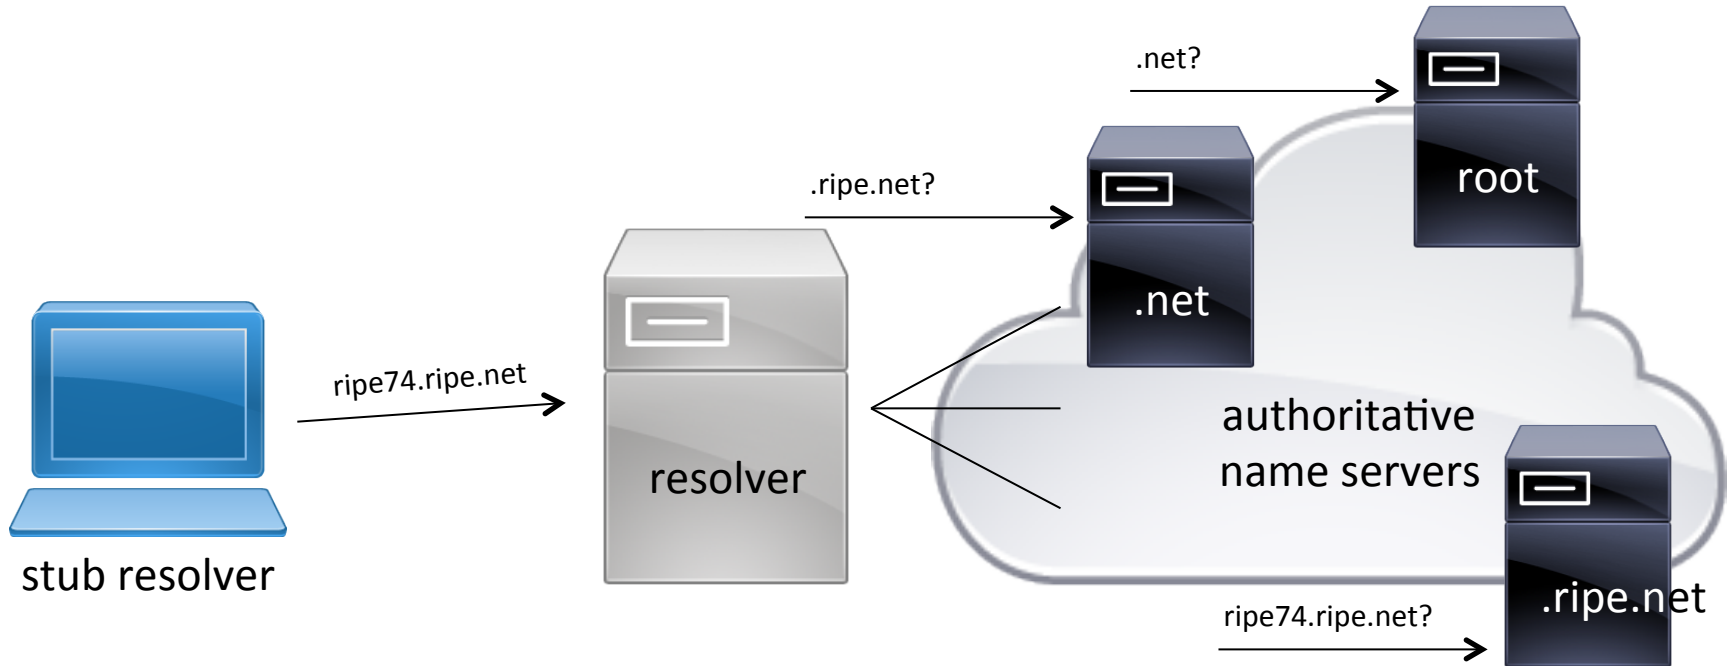 .net?
root
.ripe.net?
.net
ripe74.ripe.net
resolver
authoritative
name servers
stub resolver
.ripe.net
ripe74.ripe.net?